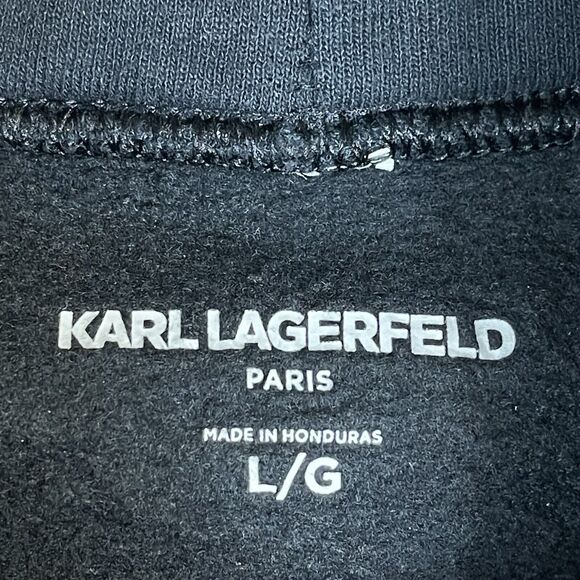 KARL LAGERFELD
PARIS
MADE IN HONDURAS
L/G